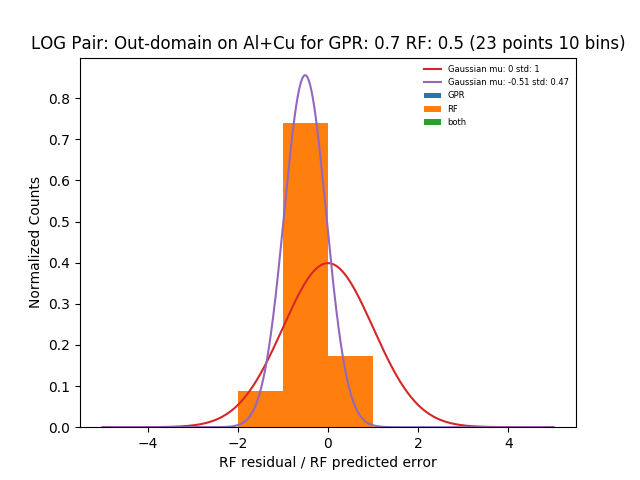 LOG Pair: Out-domain on Al+Cu for GPR: 0.7 RF: 0.5 (23 points 10 bins)
Gaussian mu: 0 std: 1
Gaussian mu: -0.51 std: 0.47
GPR
RF
both
Normalized Counts
0.8
0.7
0.6
0.5
0.4
0.3
0.2
0.1
0.0
−4 −2 0 2 4
RF residual / RF predicted error